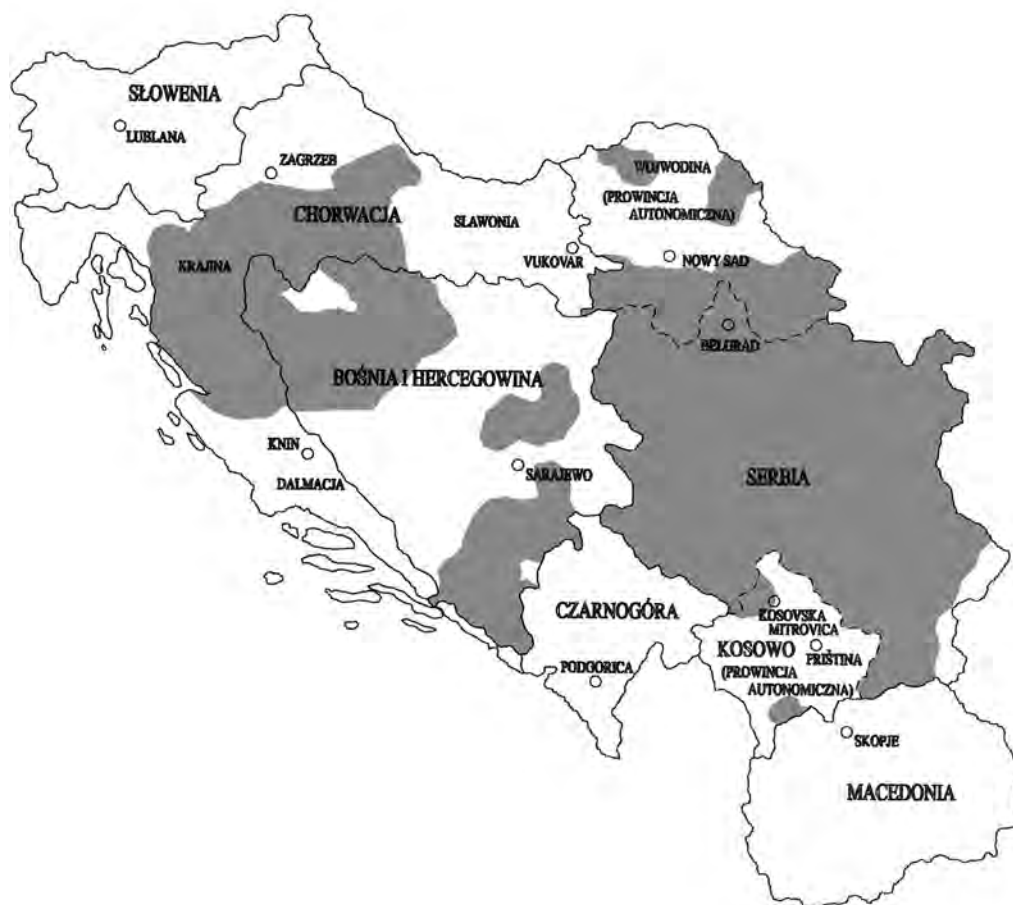 SŁOWENIA
LUBLANA
ZAGRZEB
CHORWACJA
SŁAWONIA
WOJWODINA
(PROWINCJA
AUTONOMICZNA)
VUKOVAR
NOWY SAD
KRAJINA
BELGRAD
BOŚNIA I HERCEGOWINA
KNIN
DALMACJA
SARAJEWO
SERBIA
CZARNOGÓRA
KOSOVSKA
MITROVICA
KOSOWO
PRIŠTINA
(PROWINCJA
AUTONOMICZNA)
PODGORICA
SKOPJE
MACEDONIA